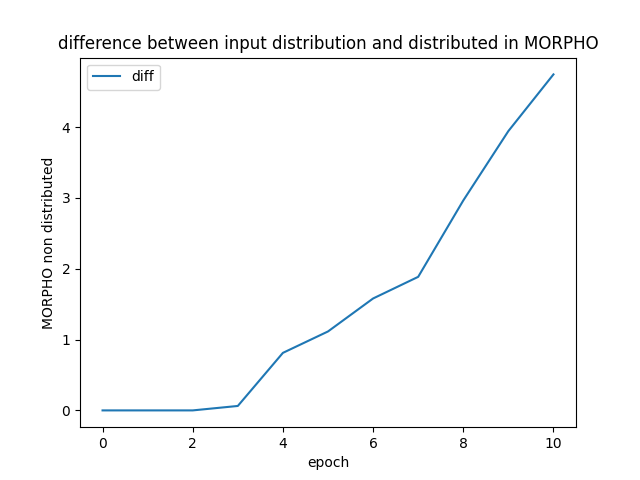 difference between input distribution and distributed in MORPHO
diff
MORPHO non distributed
4
3
2
1
0
0 2 4 6 8 10
epoch